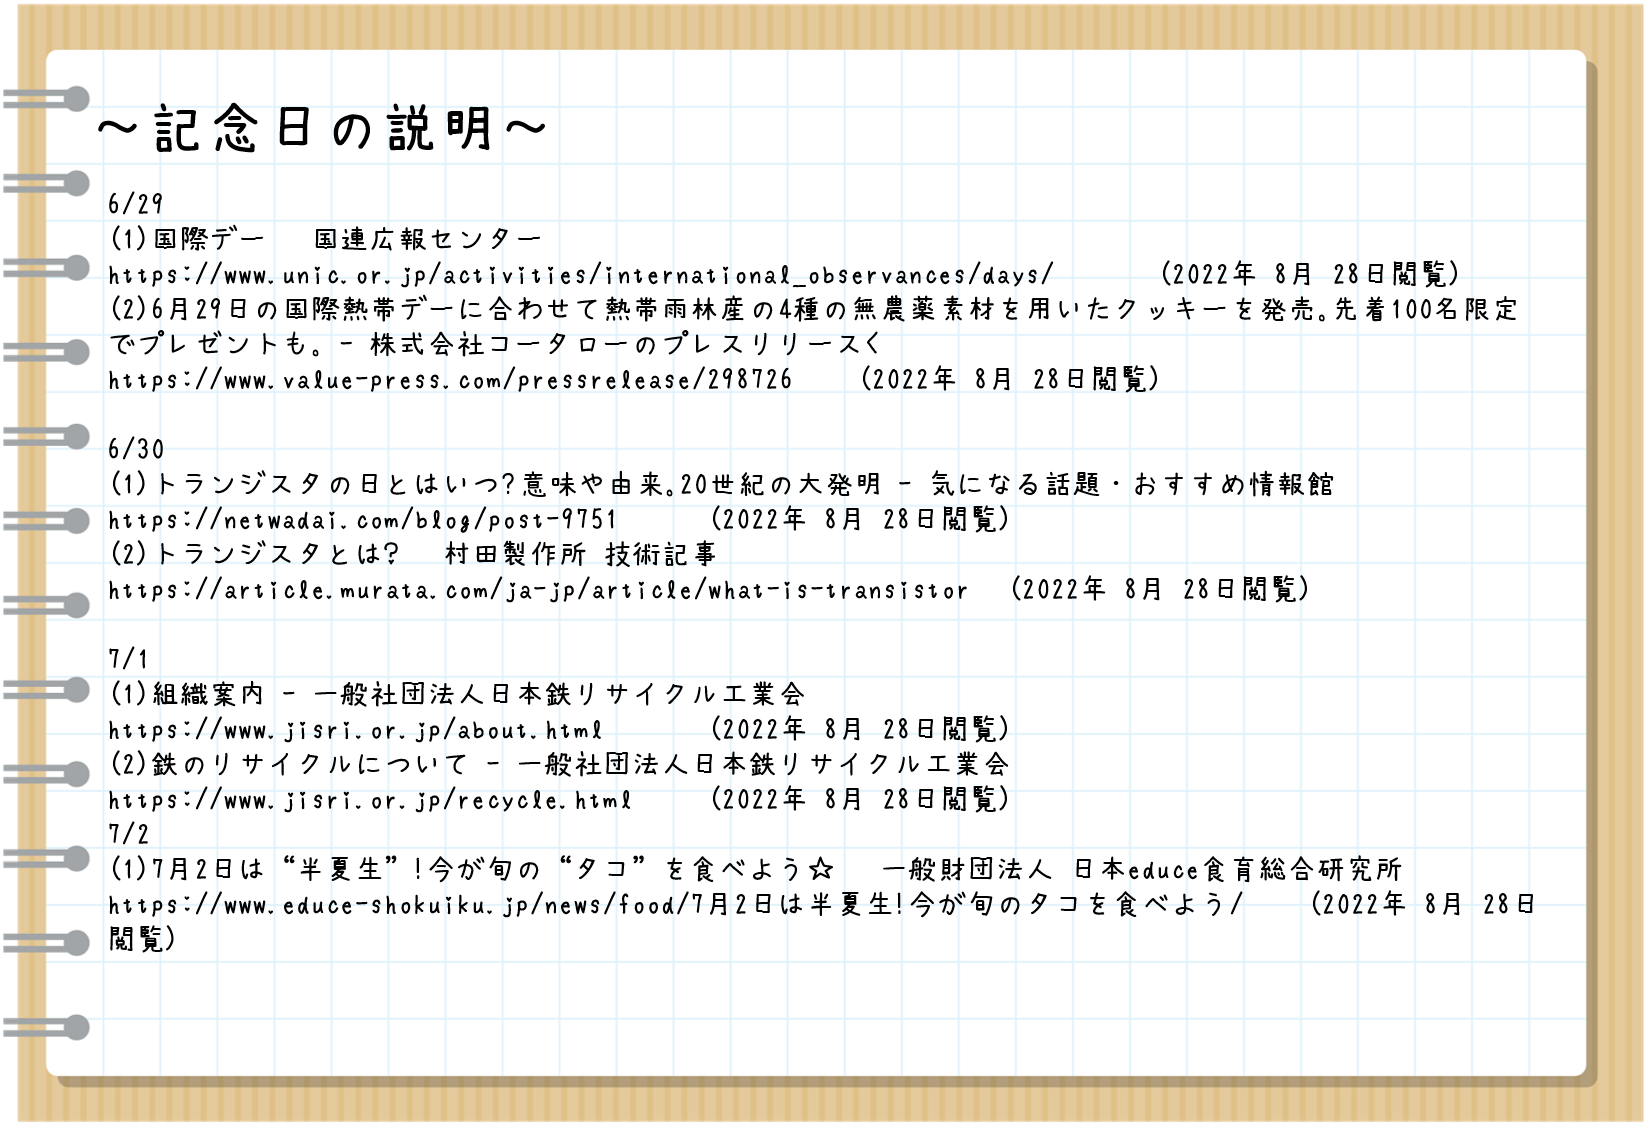 ～記念日の説明～
6/29
(1)国際デー　国連広報センター
https://www.unic.or.jp/activities/international_observances/days/　　　(2022年 8月 28日閲覧)
(2)6月29日の国際熱帯デーに合わせて熱帯雨林産の4種の無農薬素材を用いたクッキーを発売。先着100名限定
でプレゼントも。 - 株式会社コータローのプレスリリースく
https://www.value-press.com/pressrelease/298726　　(2022年 8月 28日閲覧)
6/30
(1)トランジスタの日とはいつ?意味や由来。20世紀の大発明 - 気になる話題・おすすめ情報館
https://netwadai.com/blog/post-9751　　　(2022年 8月 28日閲覧)
(2)トランジスタとは?　村田製作所 技術記事
https://article.murata.com/ja-jp/article/what-is-transistor　(2022年 8月 28日閲覧)
7/1
(1)組織案内 - 一般社団法人日本鉄リサイクル工業会
https://www.jisri.or.jp/about.html　　　(2022年 8月 28日閲覧)
(2)鉄のリサイクルについて - 一般社団法人日本鉄リサイクル工業会
https://www.jisri.or.jp/recycle.html　　(2022年 8月 28日閲覧)
7/2
(1)7月2日は“半夏生”!今が旬の“タコ”を食べよう☆　一般財団法人 日本educe食育総合研究所
https://www.educe-shokuiku.jp/news/food/7月2日は半夏生!今が旬のタコを食べよう/　　(2022年 8月 28日
閲覧)